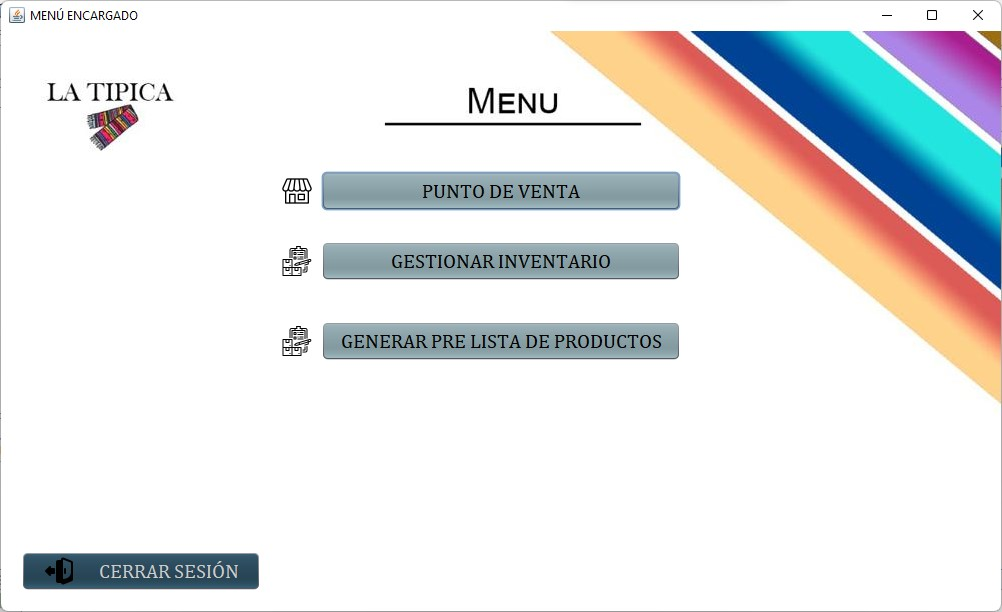 MENÚ ENCARGADO
LA TIPICA
MENU
PUNTO DE VENTA
GESTIONAR INVENTARIO
GENERAR PRE LISTA DE PRODUCTOS
CERRAR SESIÓN